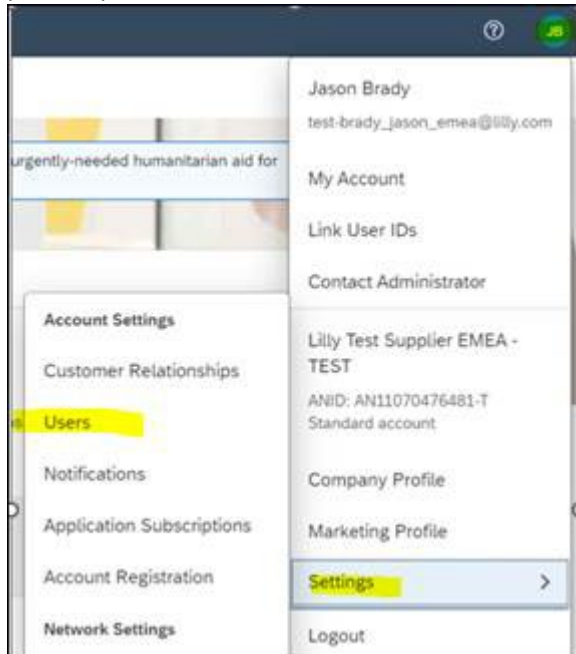 JB
Jason Brady
test-brady_jason_emea@lilly.com
urgently-needed humanitarian aid for
My Account
Link User IDs
Contact Administrator
Account Settings
Customer Relationships
Users
Notifications
Application Subscriptions
Account Registration
Network Settings
Lilly Test Supplier EMEA -
TEST
ANID: AN11070476481-T
Standard account
Company Profile
Marketing Profile
Settings
Logout